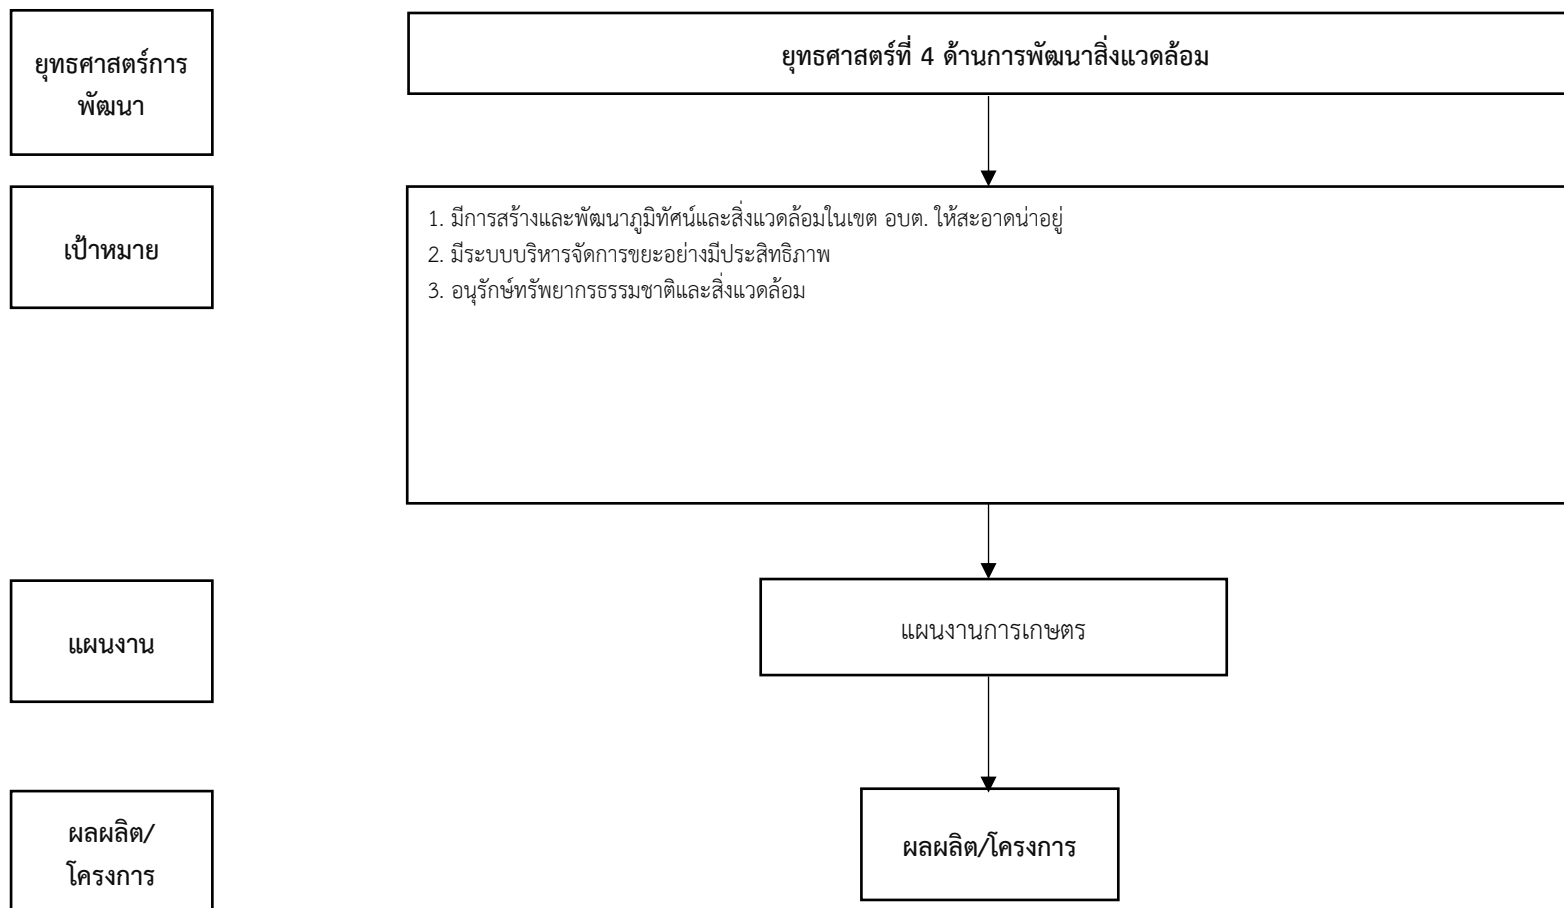 ยุทธศาสตร์การ
พัฒนา
ยุทธศาสตร์ที่ 4 ด้านการพัฒนาสิ่งแวดล้อม
เป้าหมาย
1. มีการสร้างและพัฒนาภูมิทัศน์และสิ่งแวดล้อมในเขต อบต. ให้สะอาดน่าอยู่
2. มีระบบบริหารจัดการขยะอย่างมีประสิทธิภาพ
3. อนุรักษ์ทรัพยากรธรรมชาติและสิ่งแวดล้อม
แผนงาน
แผนงานการเกษตร
ผลผลิต/
โครงการ
ผลผลิต/โครงการ